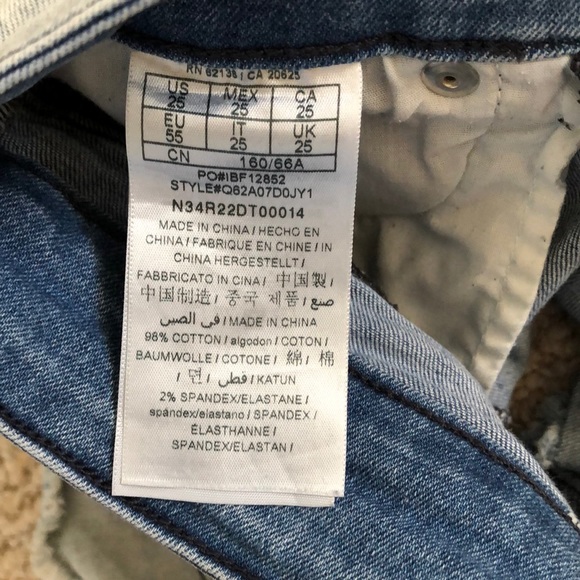 RN 62136 | CA 20625
US MEX CA
25 25 25
EU IT UK
55 25 25
CN 160/66A
PO#IBF12852
STYLE#Q62A07D0JY1
N34R22DT00014
MADE IN CHINA / HECHO EN
CHINA / FABRIQUE EN CHINE / IN
CHINA HERGESTELLT /
FABBRICATO IN CINA / 中国製 /
中国制造 / 중국 제품 / صنع
في الصين / MADE IN CHINA
98% COTTON / algodon / COTON /
BAUMWOLLE / COTONE / 綿 / 棉
/ 면 / قطن / KATUN
2% SPANDEX/ELASTANE /
spándex/elastano / SPANDEX /
ÉLASTHANNE /
SPANDEX/ELASTAN /